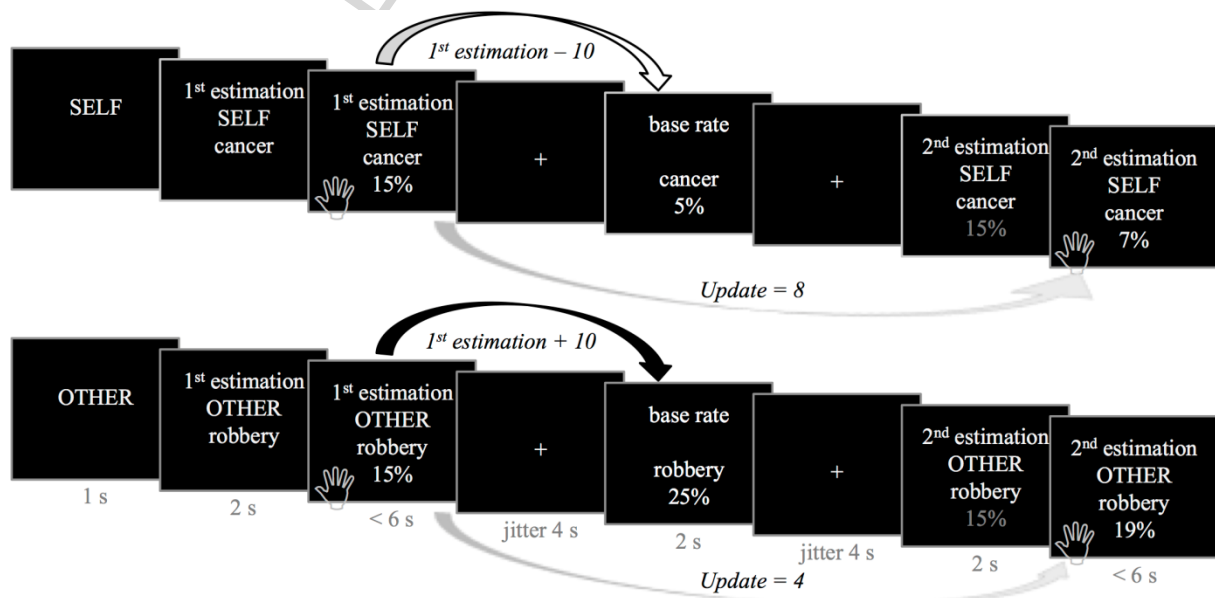 1st estimation – 10
SELF
1st estimation
SELF
cancer
1st estimation
SELF
cancer
15%
+
base rate
cancer
5%
+
2nd estimation
SELF
cancer
15%
2nd estimation
SELF
cancer
7%
Update = 8
1st estimation + 10
OTHER
1st estimation
OTHER
robbery
1st estimation
OTHER
robbery
15%
+
base rate
robbery
25%
+
2nd estimation
OTHER
robbery
15%
2nd estimation
OTHER
robbery
19%
1 s
2 s
< 6 s
jitter 4 s
2 s
jitter 4 s
2 s
< 6 s
Update = 4